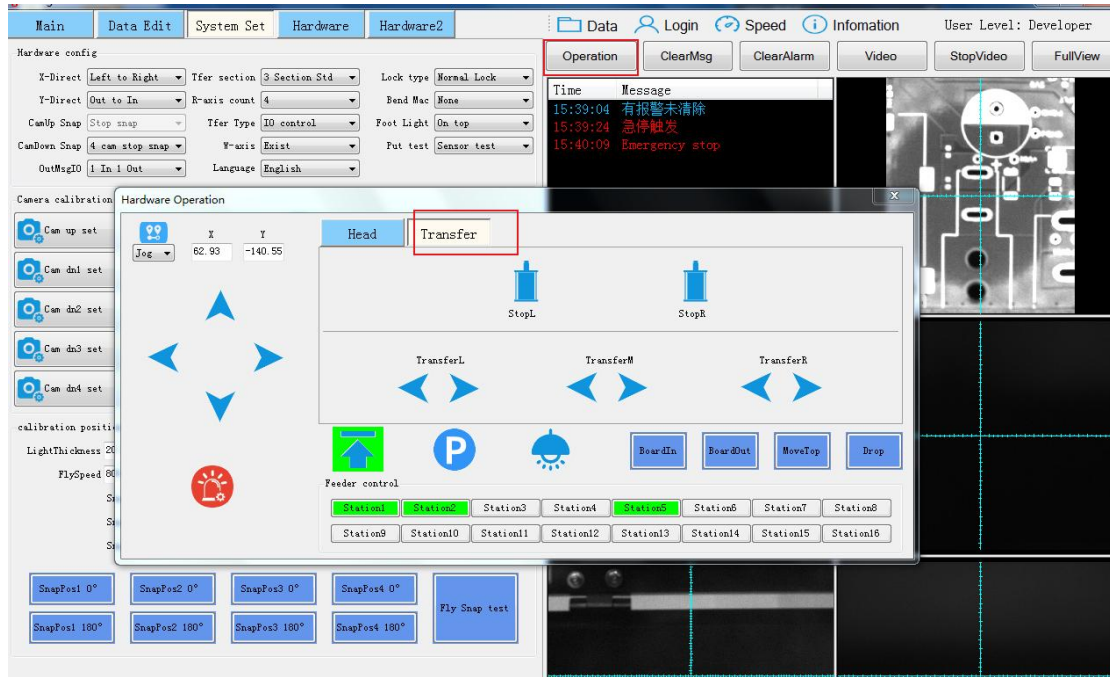 Main Data Edit System Set Hardware Hardware2 Data Login Speed Infomation User Level: Developer
Operation ClearMsg ClearAlarm Video StopVideo FullView
Hardware config
X-Direct Left to Right Tfer section 3 Section Std Lock type Normal Lock
Y-Direct Out to In R-axis count 4 Bend Mac None
CamUp Snap Stop snap Tfer Type IO control Foot Light On top
CamDown Snap 4 cam stop snap W-axis Exist Put test Sensor test
OutMsgIO 1 In 1 Out Language English
Time Message
15:39:04 有报警未清除
15:39:24 急停触发
15:40:09 Emergency stop
Camera calibration
Cam up set
Cam dn1 set
Cam dn2 set
Cam dn3 set
Cam dn4 set
Hardware Operation x
X Y
Jog 62.93 -140.55
Head Transfer
StopL StopR
TransferL TransferM TransferR
P BoardIn BoardOut MoveTop Drop
Feeder control
Station1 Station2 Station3 Station4 Station5 Station6 Station7 Station8
Station9 Station10 Station11 Station12 Station13 Station14 Station15 Station16
calibration positi
LightThickness 20
FlySpeed 80
SnapPos1 0° SnapPos2 0° SnapPos3 0° SnapPos4 0° Fly Snap test
SnapPos1 180° SnapPos2 180° SnapPos3 180° SnapPos4 180°